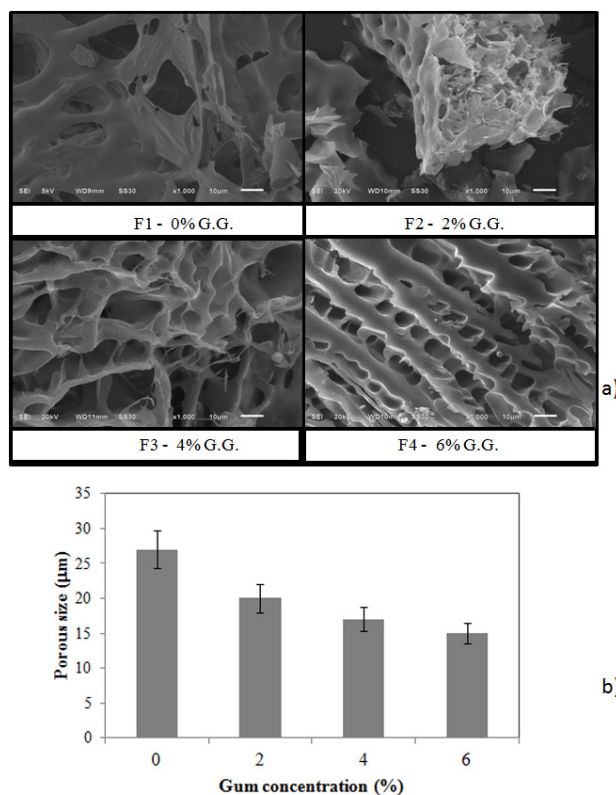 SEI 5kV WD9mm SS30 x1,000 10µm
SEI 20kV WD10mm SS30 x1,000 10µm
F1 - 0% G.G.
F2 - 2% G.G.
SEI 20kV WD11mm SS30 x1,000 10µm
SEI 20kV WD10mm SS30 x1,000 10µm
a)
F3 - 4% G.G.
F4 - 6% G.G.
35
30
25
20
15
10
5
0
Porous size (µm)
0 2 4 6
Gum concentration (%)
b)